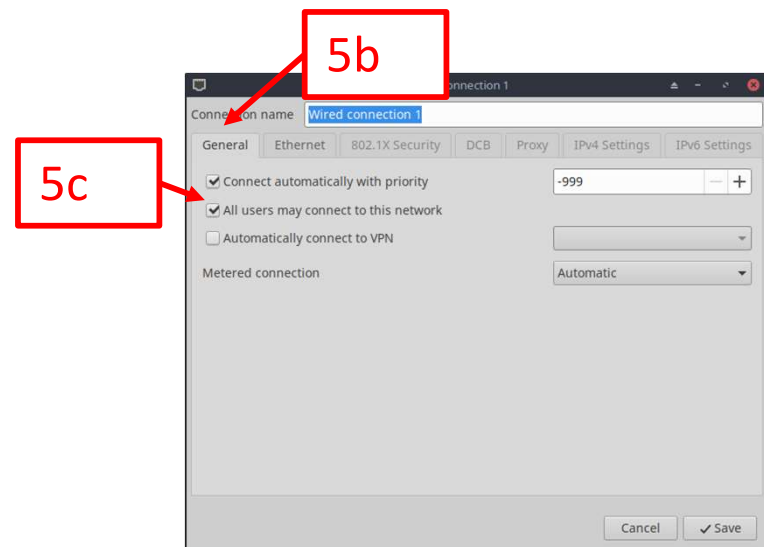 5b
onnection 1
Connection name Wired connection 1
General Ethernet 802.1X Security DCB Proxy IPv4 Settings IPv6 Settings
5c
Connect automatically with priority -999
All users may connect to this network
Automatically connect to VPN
Metered connection Automatic
Cancel Save